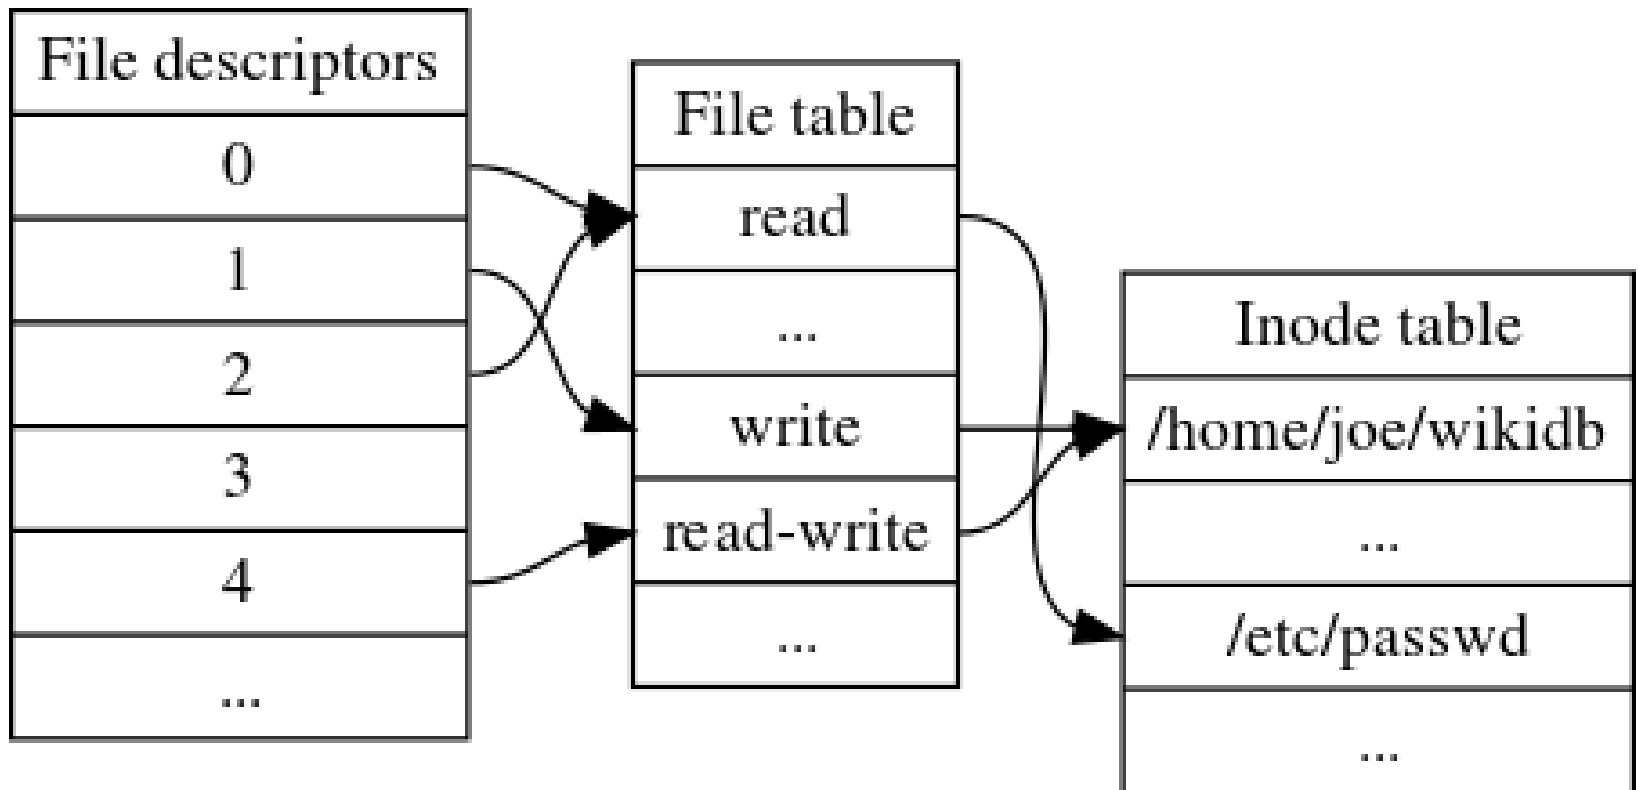 File descriptors
0
1
2
3
4
...
File table
read
...
write
read-write
...
Inode table
/home/joe/wikidb
...
/etc/passwd
...